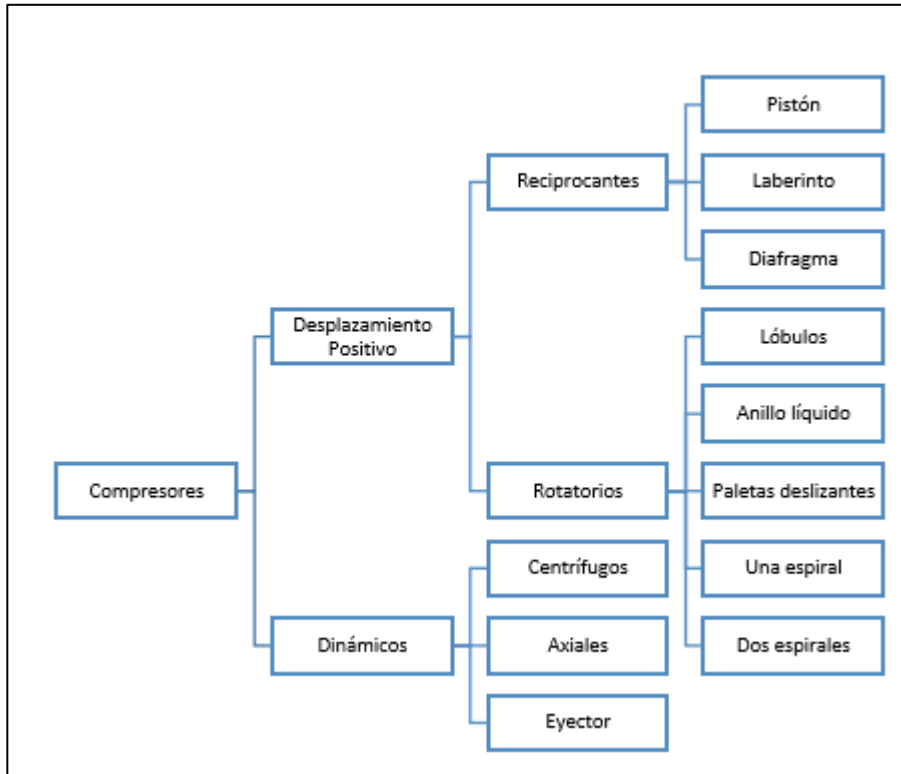 Pistón
Reciprocantes
Laberinto
Diafragma
Desplazamiento
Positivo
Lóbulos
Anillo líquido
Compresores
Rotatorios
Paletas deslizantes
Centrífugos
Una espiral
Dinámicos
Axiales
Dos espirales
Eyector